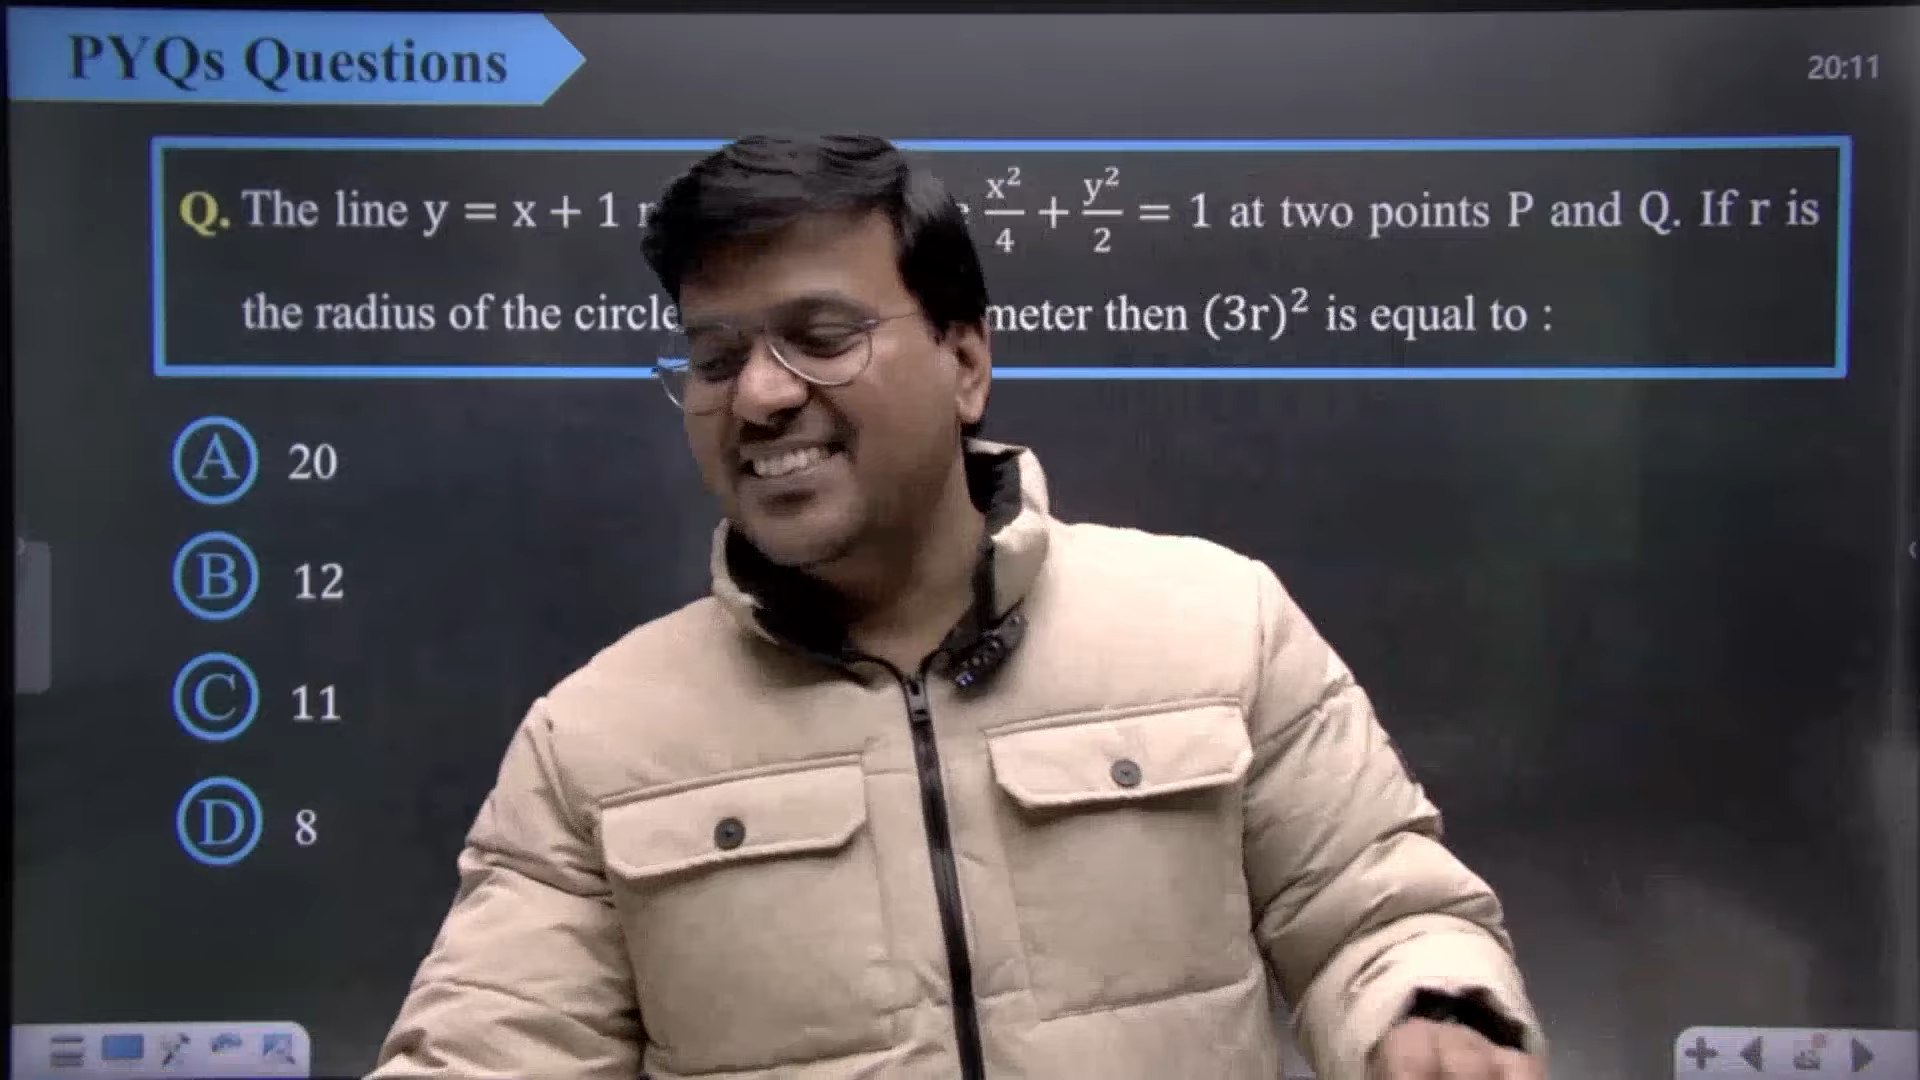 PYQs Questions
20:11
Q. The line y = x + 1 x²/4 + y²/2 = 1 at two points P and Q. If r is
the radius of the circle meter then (3r)² is equal to :
A 20
B 12
C 11
D 8